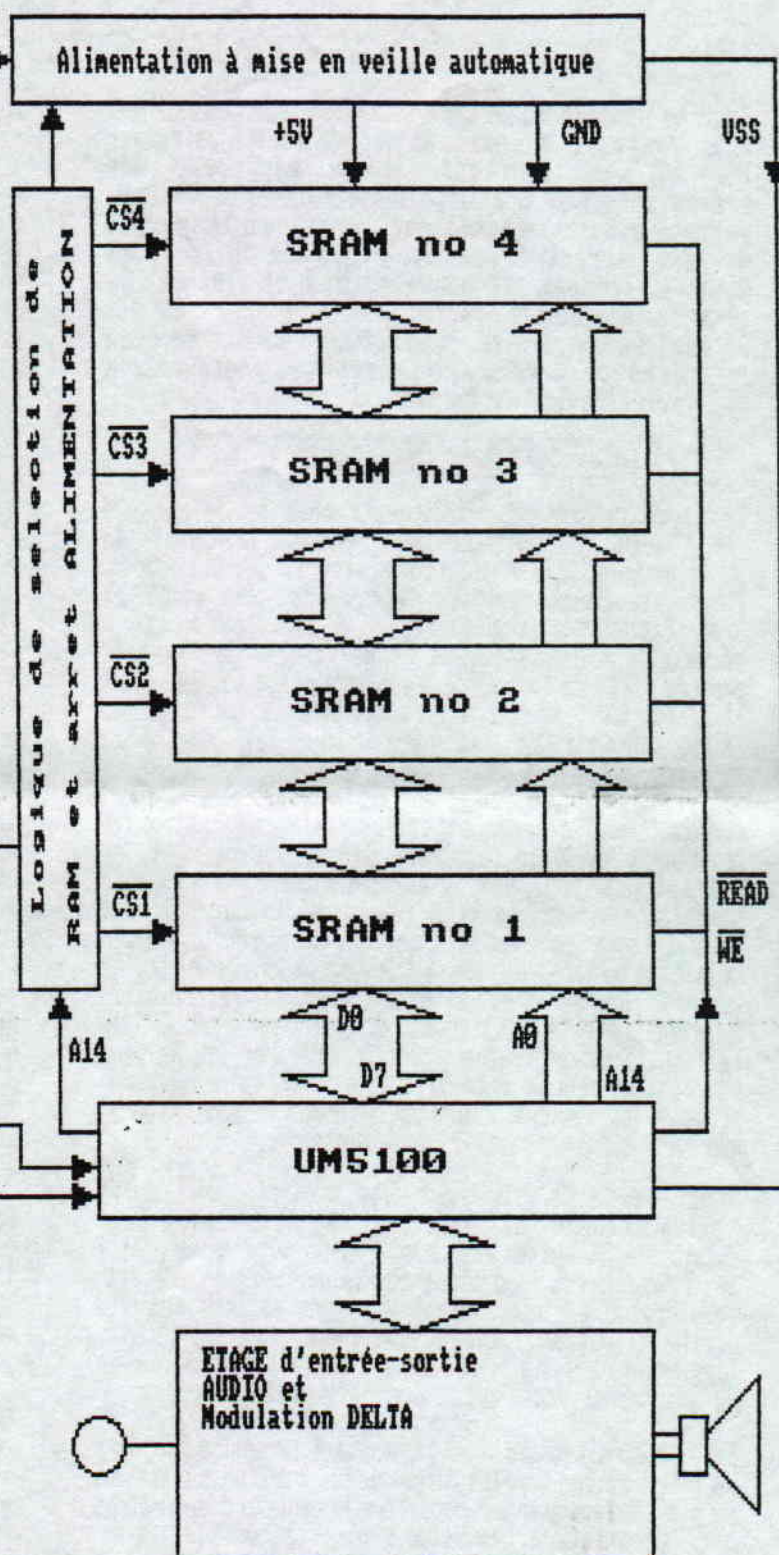 Alimentation à mise en veille automatique
+5V
GND
VSS
CS4
SRAM no 4
Logique de selection de
RAM et arret ALIMENTATION
CS3
SRAM no 3
CS2
SRAM no 2
CS1
SRAM no 1
READ
WE
A14
D0
D7
A0
A14
UM5100
ETAGE d'entrée-sortie
AUDIO et
Modulation DELTA